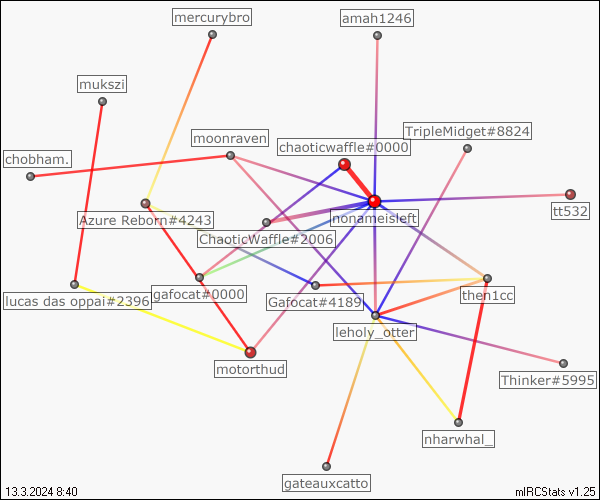 mercurybro
amah1246
mukszi
TripleMidget#8824
moonraven
chaoticwaffle#0000
chobham.
Azure Reborn#4243
nonameisleft
tt532
ChaoticWaffle#2006
lucas das oppai#2396
gafocat#0000
Gafocat#4189
then1cc
leholy_otter
motorthud
Thinker#5995
nharwhal_
gateauxcatto
13.3.2024 8:40
mIRCStats v1.25